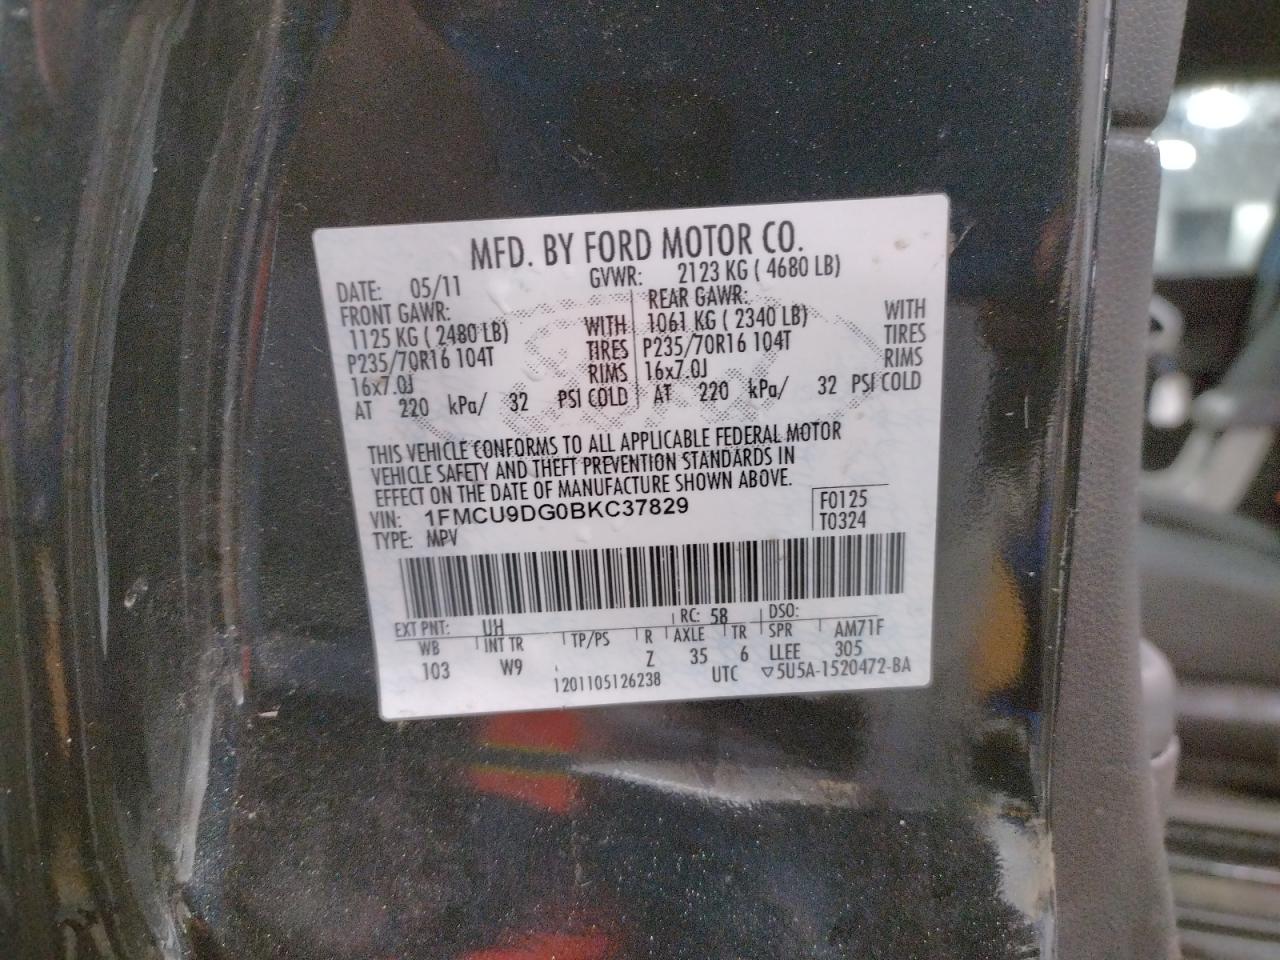 MFD. BY FORD MOTOR CO.
DATE: 05/11 GVWR: 2123 KG ( 4680 LB)
FRONT GAWR: REAR GAWR:
1125 KG ( 2480 LB) WITH 1061 KG ( 2340 LB) WITH
P235/70R16 104T TIRES P235/70R16 104T TIRES
16x7.0J RIMS 16x7.0J RIMS
AT 220 kPa/ 32 PSI COLD AT 220 kPa/ 32 PSI COLD
THIS VEHICLE CONFORMS TO ALL APPLICABLE FEDERAL MOTOR
VEHICLE SAFETY AND THEFT PREVENTION STANDARDS IN
EFFECT ON THE DATE OF MANUFACTURE SHOWN ABOVE.
VIN: 1FMCU9DG0BKC37829 F0125
TYPE: MPV T0324
EXT PNT: UH RC: 58 DSO:
WB INT TR TP/PS R AXLE TR SPR AM71F
103 W9 Z 35 6 LLEE 305
1201105126238 UTC ▽5U5A-1520472-BA